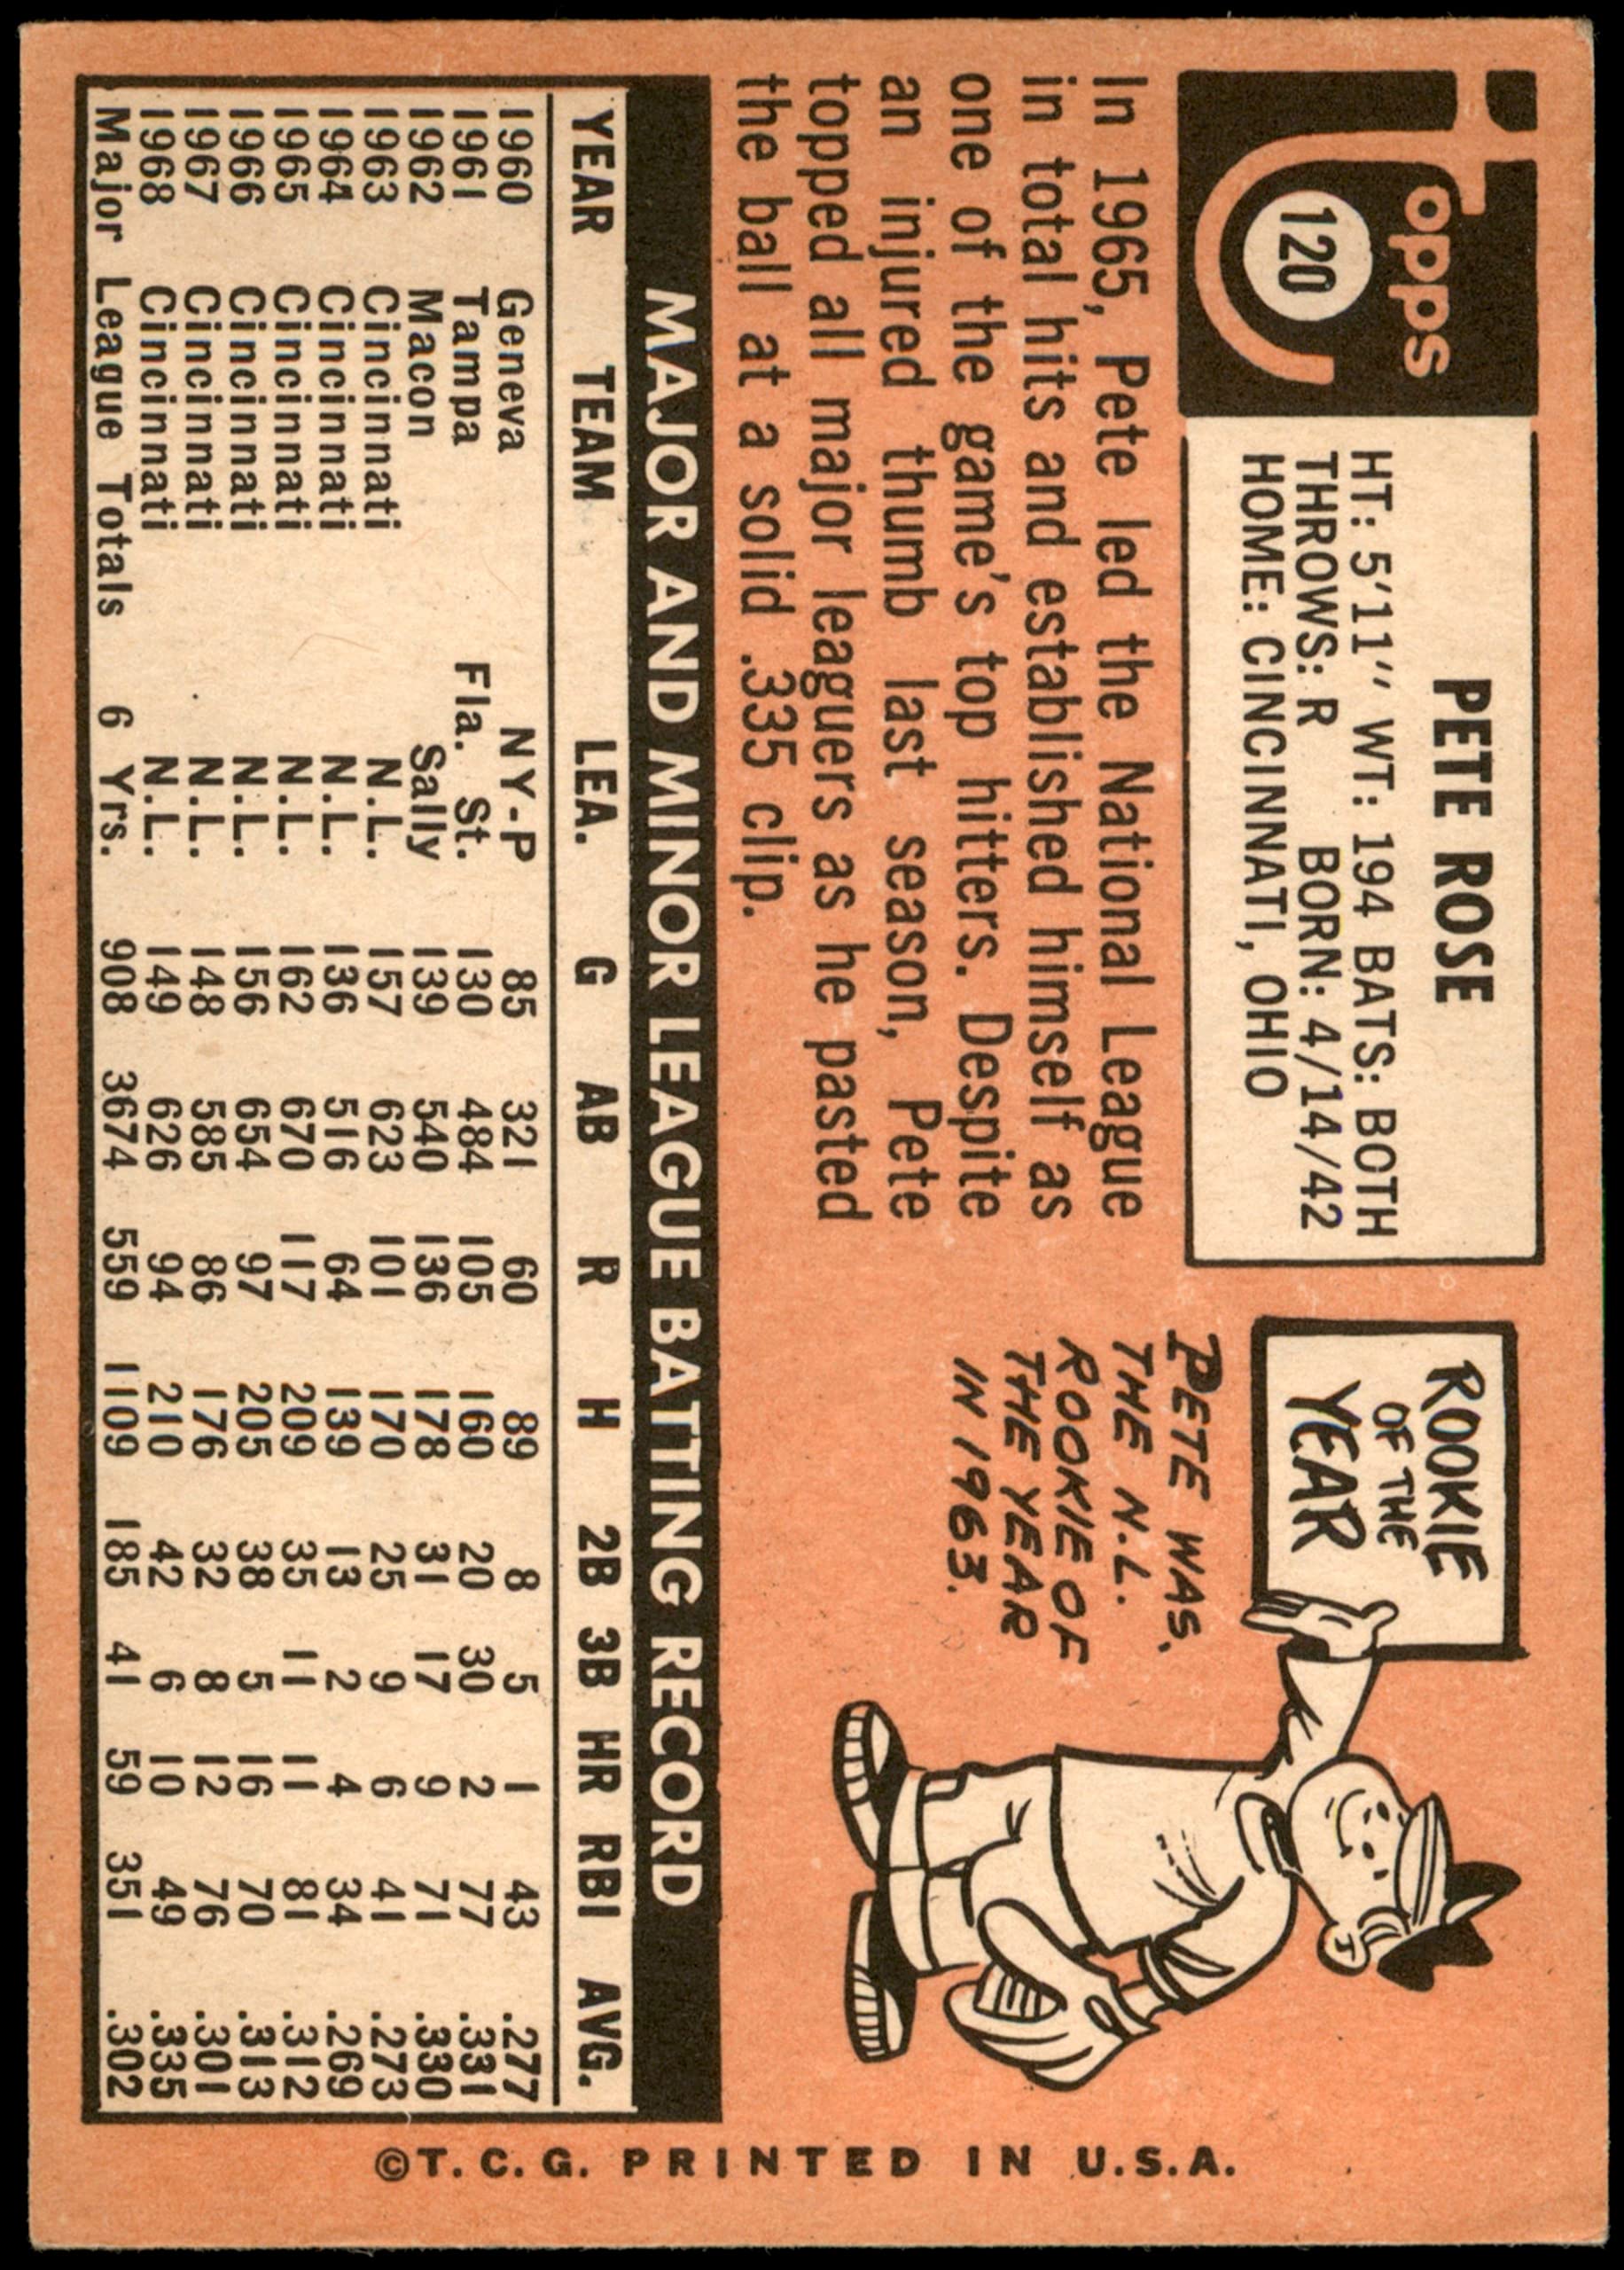 Topps
120
PETE ROSE
HT: 5'11" WT: 194 BATS: BOTH
THROWS: R BORN: 4/14/42
HOME: CINCINNATI, OHIO
In 1965, Pete led the National League
in total hits and established himself as
one of the game's top hitters. Despite
an injured thumb last season, Pete
topped all major leaguers as he pasted
the ball at a solid .335 clip.
ROOKIE
OF THE
YEAR
PETE WAS
THE N.L.
ROOKIE OF
THE YEAR
IN 1963.
MAJOR AND MINOR LEAGUE BATTING RECORD
YEAR TEAM LEA. G AB R H 2B 3B HR RBI AVG.
1960 Geneva NY-P 85 321 60 89 8 5 1 43 .277
1961 Tampa Fla. St. 130 484 105 160 20 30 2 77 .331
1962 Macon Sally 139 540 136 178 31 17 9 71 .330
1963 Cincinnati N.L. 157 623 101 170 25 9 6 41 .273
1964 Cincinnati N.L. 136 516 64 139 13 2 4 34 .269
1965 Cincinnati N.L. 162 670 117 209 35 11 11 81 .312
1966 Cincinnati N.L. 156 654 97 205 38 5 16 70 .313
1967 Cincinnati N.L. 148 585 86 176 32 8 12 76 .301
1968 Cincinnati N.L. 149 626 94 210 42 6 10 49 .335
Major League Totals 6 Yrs. 908 3674 559 1109 185 41 59 351 .302
©T.C.G. PRINTED IN U.S.A.